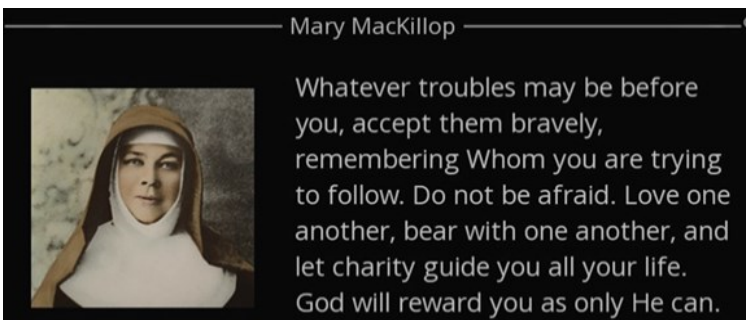 Mary MacKillop
Whatever troubles may be before
you, accept them bravely,
remembering Whom you are trying
to follow. Do not be afraid. Love one
another, bear with one another, and
let charity guide you all your life.
God will reward you as only He can.